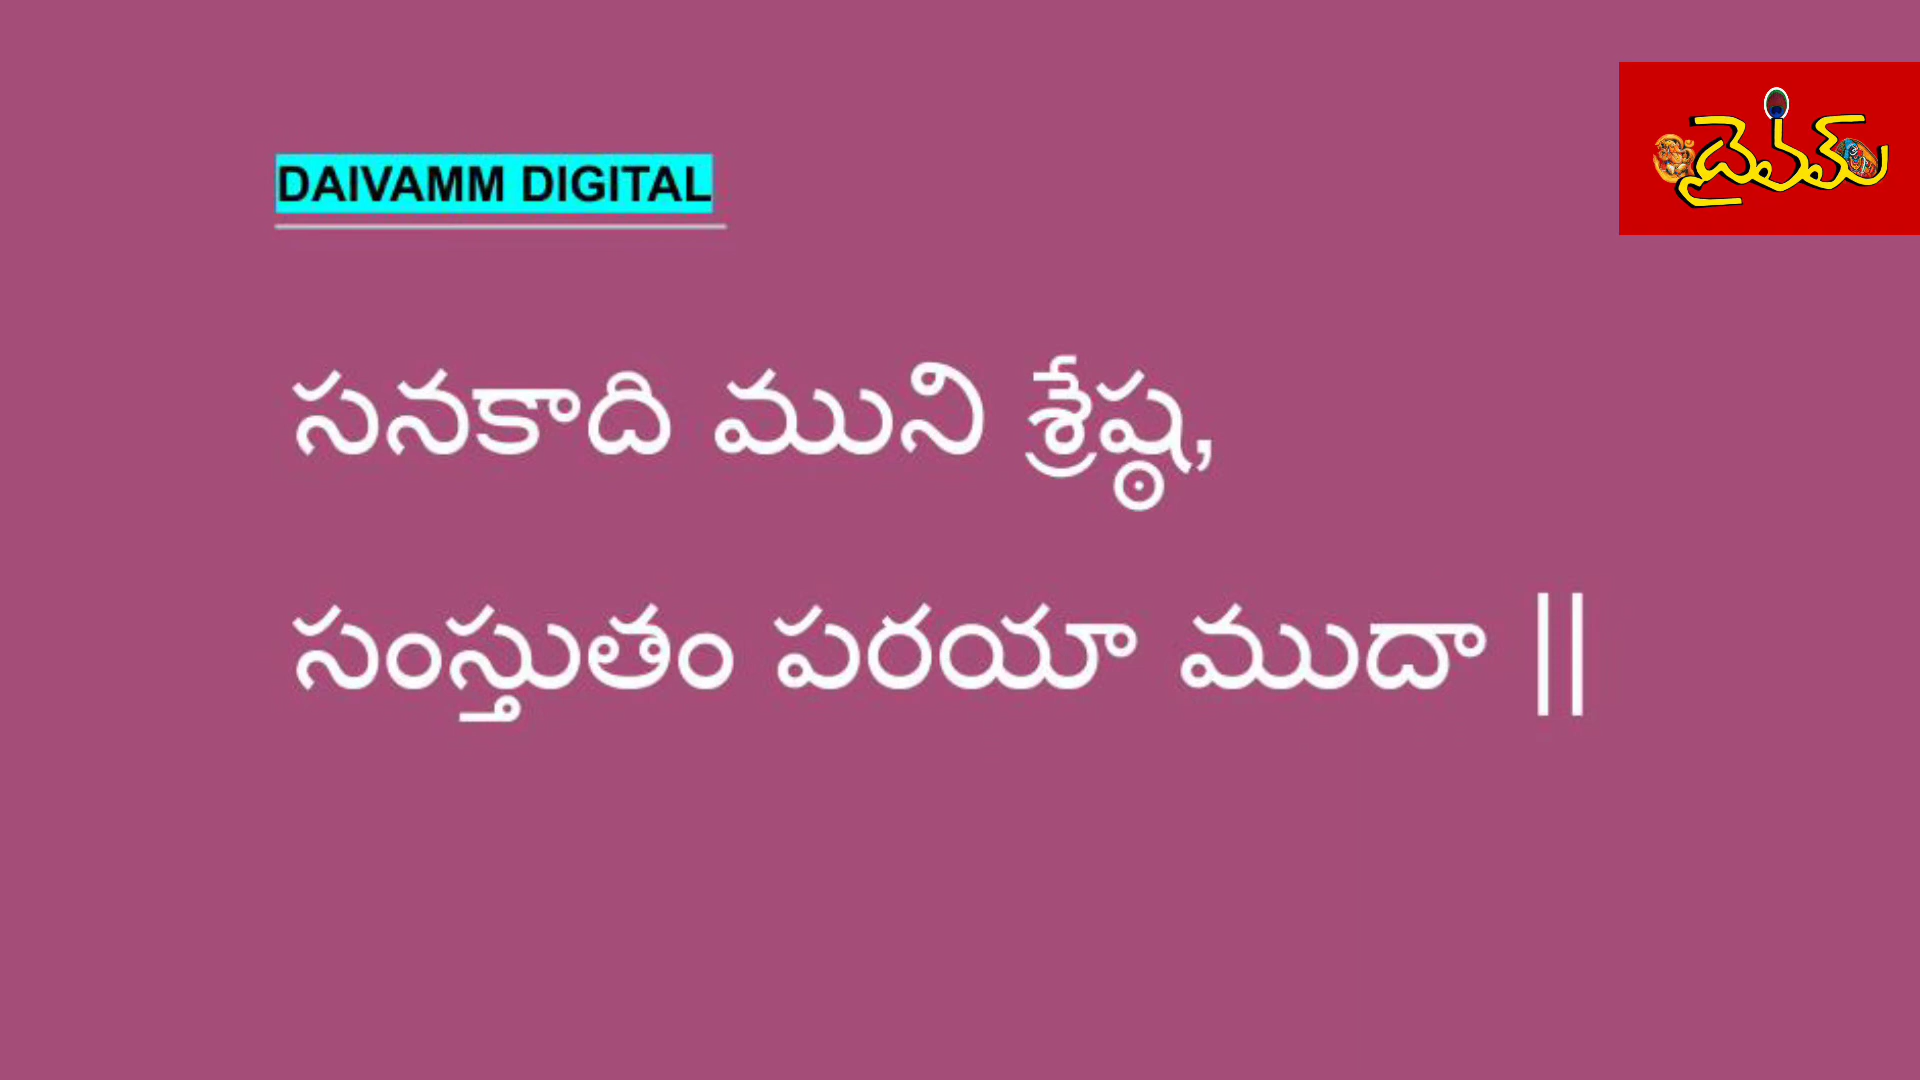 దైవమ్
DAIVAMM DIGITAL
సనకాది ముని శ్రేష్ఠ,
సంస్తుతం పరయా ముదా ||